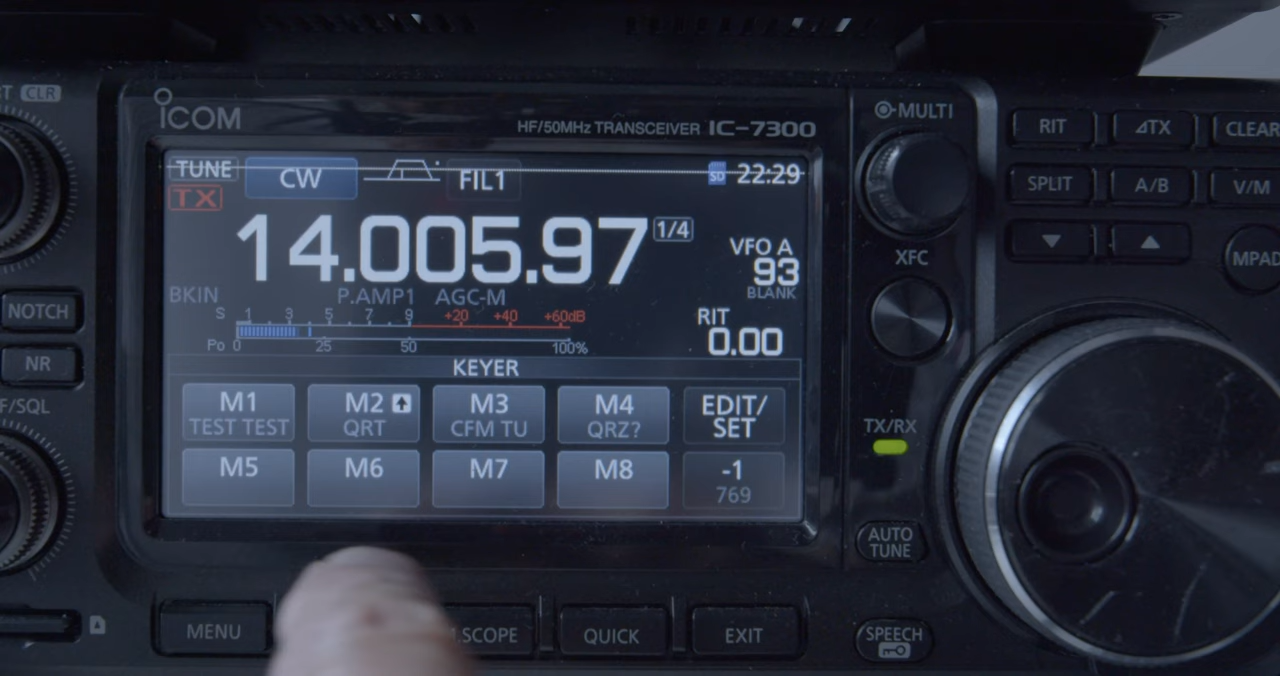 CLR
ICOM
HF/50MHz TRANSCEIVER IC-7300
MULTI
RIT
⊿TX
CLEAR
TUNE
CW
FIL1
SD
22:29
TX
SPLIT
A/B
V/M
14.005.97
1/4
VFO A
93
BLANK
XFC
MPAD
BKIN
P.AMP1
AGC-M
NOTCH
S 1 3 5 7 9 +20 +40 +60dB
RIT
0.00
Po 0 25 50 100%
NR
KEYER
F/SQL
M1
TEST TEST
M2
QRT
M3
CFM TU
M4
QRZ?
EDIT/
SET
TX/RX
M5
M6
M7
M8
-1
769
AUTO
TUNE
MENU
.SCOPE
QUICK
EXIT
SPEECH